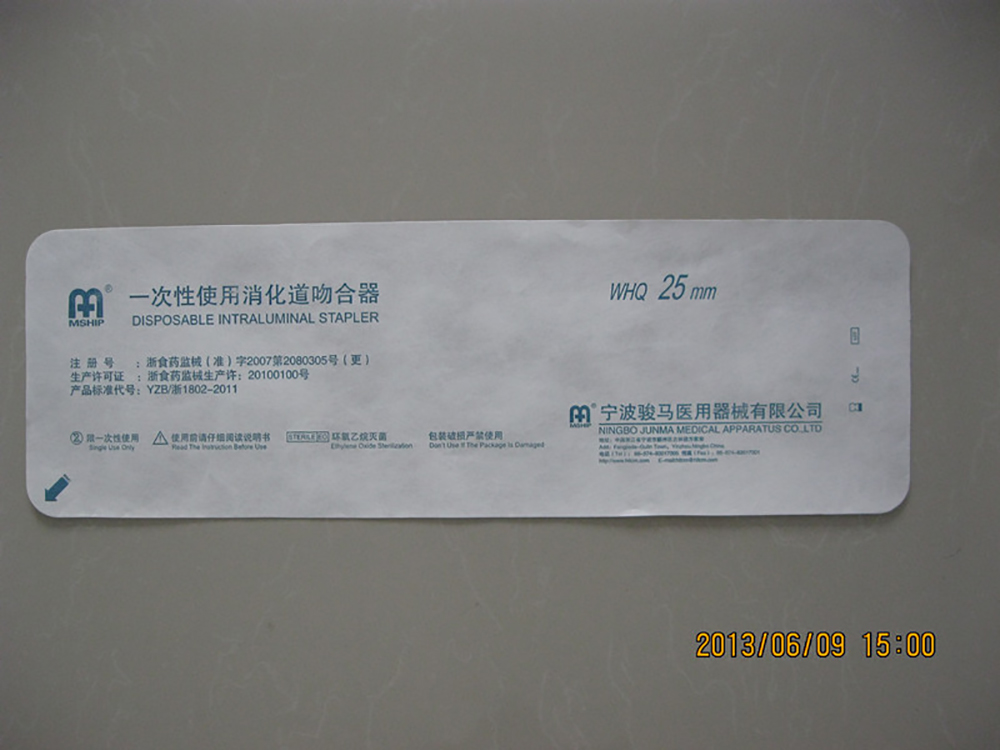 MSHIP ®
一次性使用消化道吻合器
DISPOSABLE INTRALUMINAL STAPLER
WHQ 25 mm
注册号 : 浙食药监械(准)字2007第2080305号(更)
生产许可证 : 浙食药监械生产许: 20100100号
产品标准代号: YZB/浙1802-2011
限一次性使用
Single Use Only
使用前请仔细阅读说明书
Read The Instruction Before Use
STERILE EO 环氧乙烷灭菌
Ethylene Oxide Sterilization
包装破损严禁使用
Don't Use If The Package Is Damaged
MSHIP ®
宁波骏马医用器械有限公司
NINGBO JUNMA MEDICAL APPARATUS CO.,LTD
2013/06/09 15:00